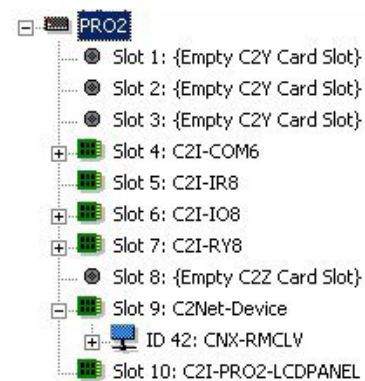 PRO2
Slot 1: {Empty C2Y Card Slot}
Slot 2: {Empty C2Y Card Slot}
Slot 3: {Empty C2Y Card Slot}
Slot 4: C2I-COM6
Slot 5: C2I-IR8
Slot 6: C2I-IO8
Slot 7: C2I-RY8
Slot 8: {Empty C2Z Card Slot}
Slot 9: C2Net-Device
ID 42: CNX-RMCLV
Slot 10: C2I-PRO2-LCDPANEL